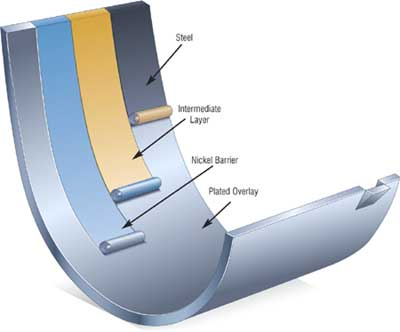 Steel
Intermediate
Layer
Nickel Barrier
Plated Overlay